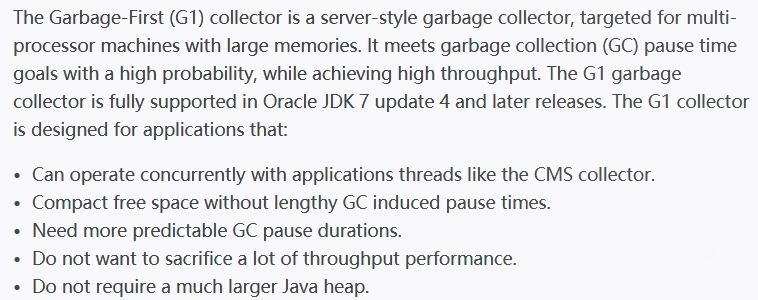 The Garbage-First (G1) collector is a server-style garbage collector, targeted for multi-
processor machines with large memories. It meets garbage collection (GC) pause time
goals with a high probability, while achieving high throughput. The G1 garbage
collector is fully supported in Oracle JDK 7 update 4 and later releases. The G1 collector
is designed for applications that:
• Can operate concurrently with applications threads like the CMS collector.
• Compact free space without lengthy GC induced pause times.
• Need more predictable GC pause durations.
• Do not want to sacrifice a lot of throughput performance.
• Do not require a much larger Java heap.